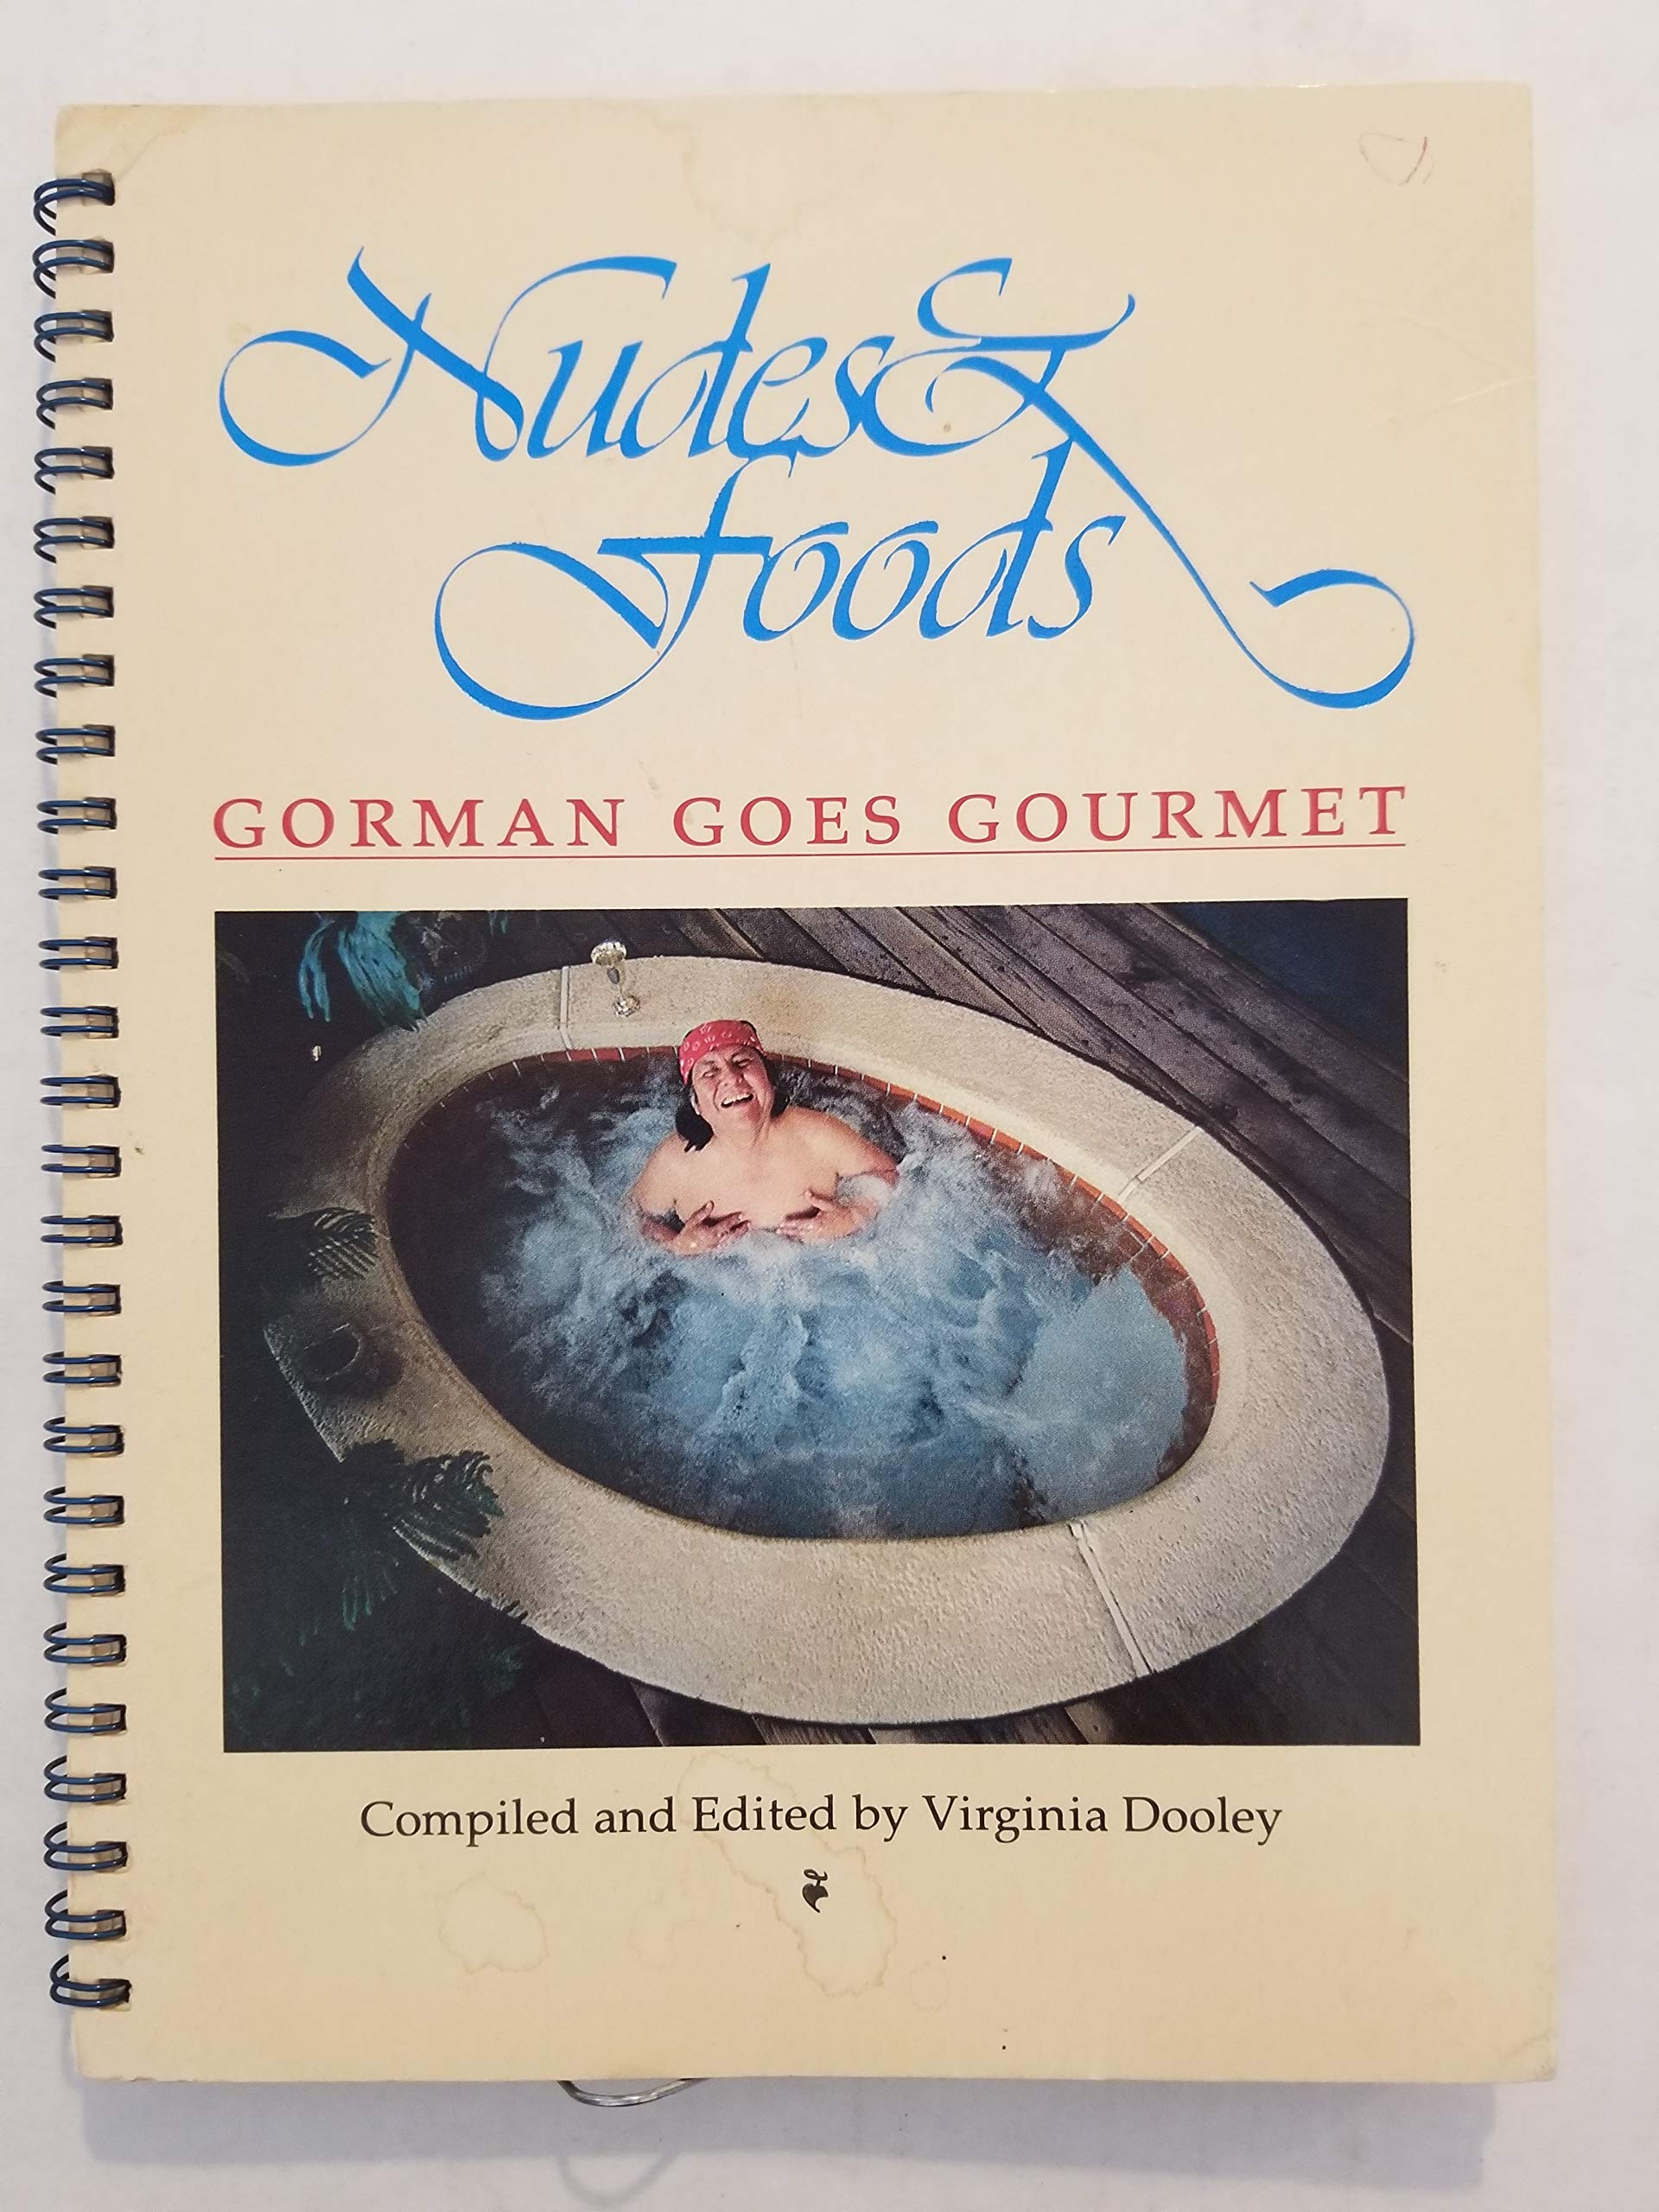 Nudes &
Foods
GORMAN GOES GOURMET
Compiled and Edited by Virginia Dooley